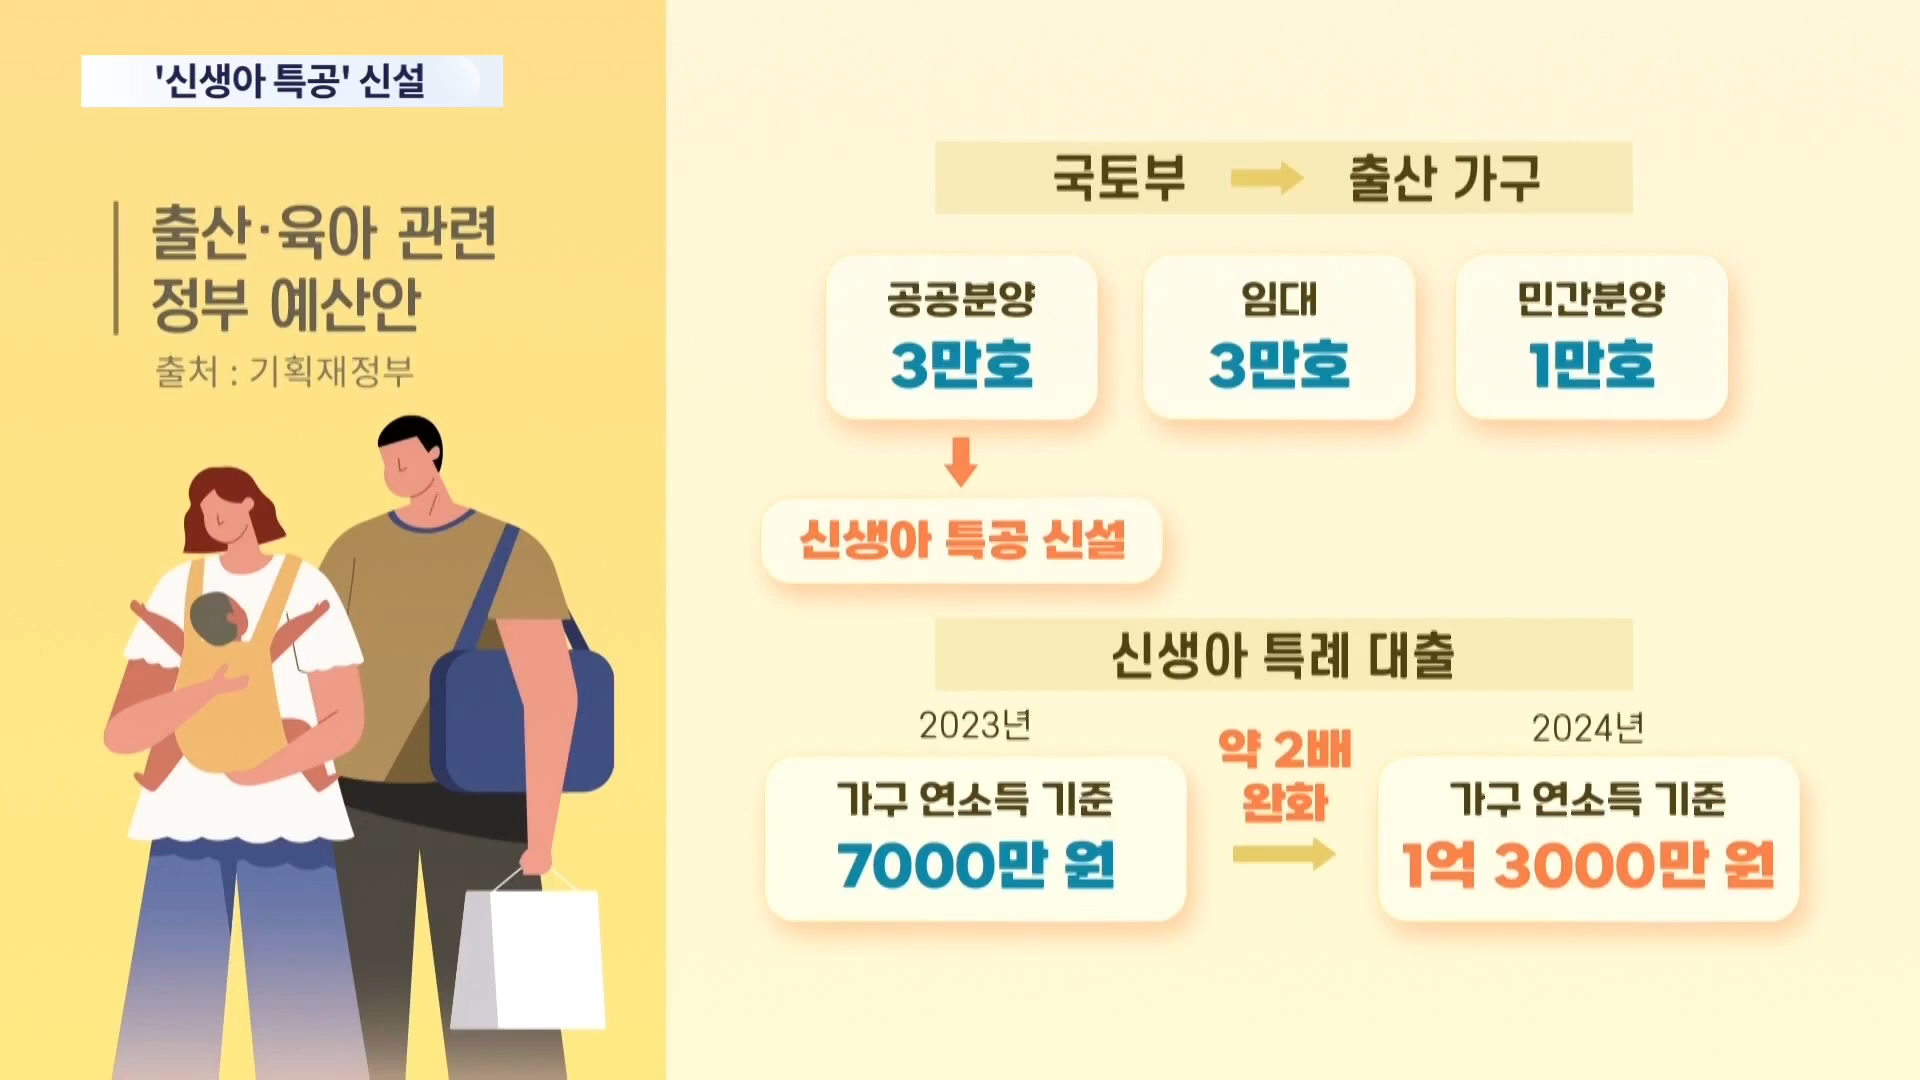 '신생아 특공' 신설
출산·육아 관련
정부 예산안
출처 : 기획재정부
국토부 출산 가구
공공분양 임대 민간분양
3만호 3만호 1만호
신생아 특공 신설
신생아 특례 대출
2023년 2024년
약 2배
완화
가구 연소득 기준 가구 연소득 기준
7000만 원 1억 3000만 원